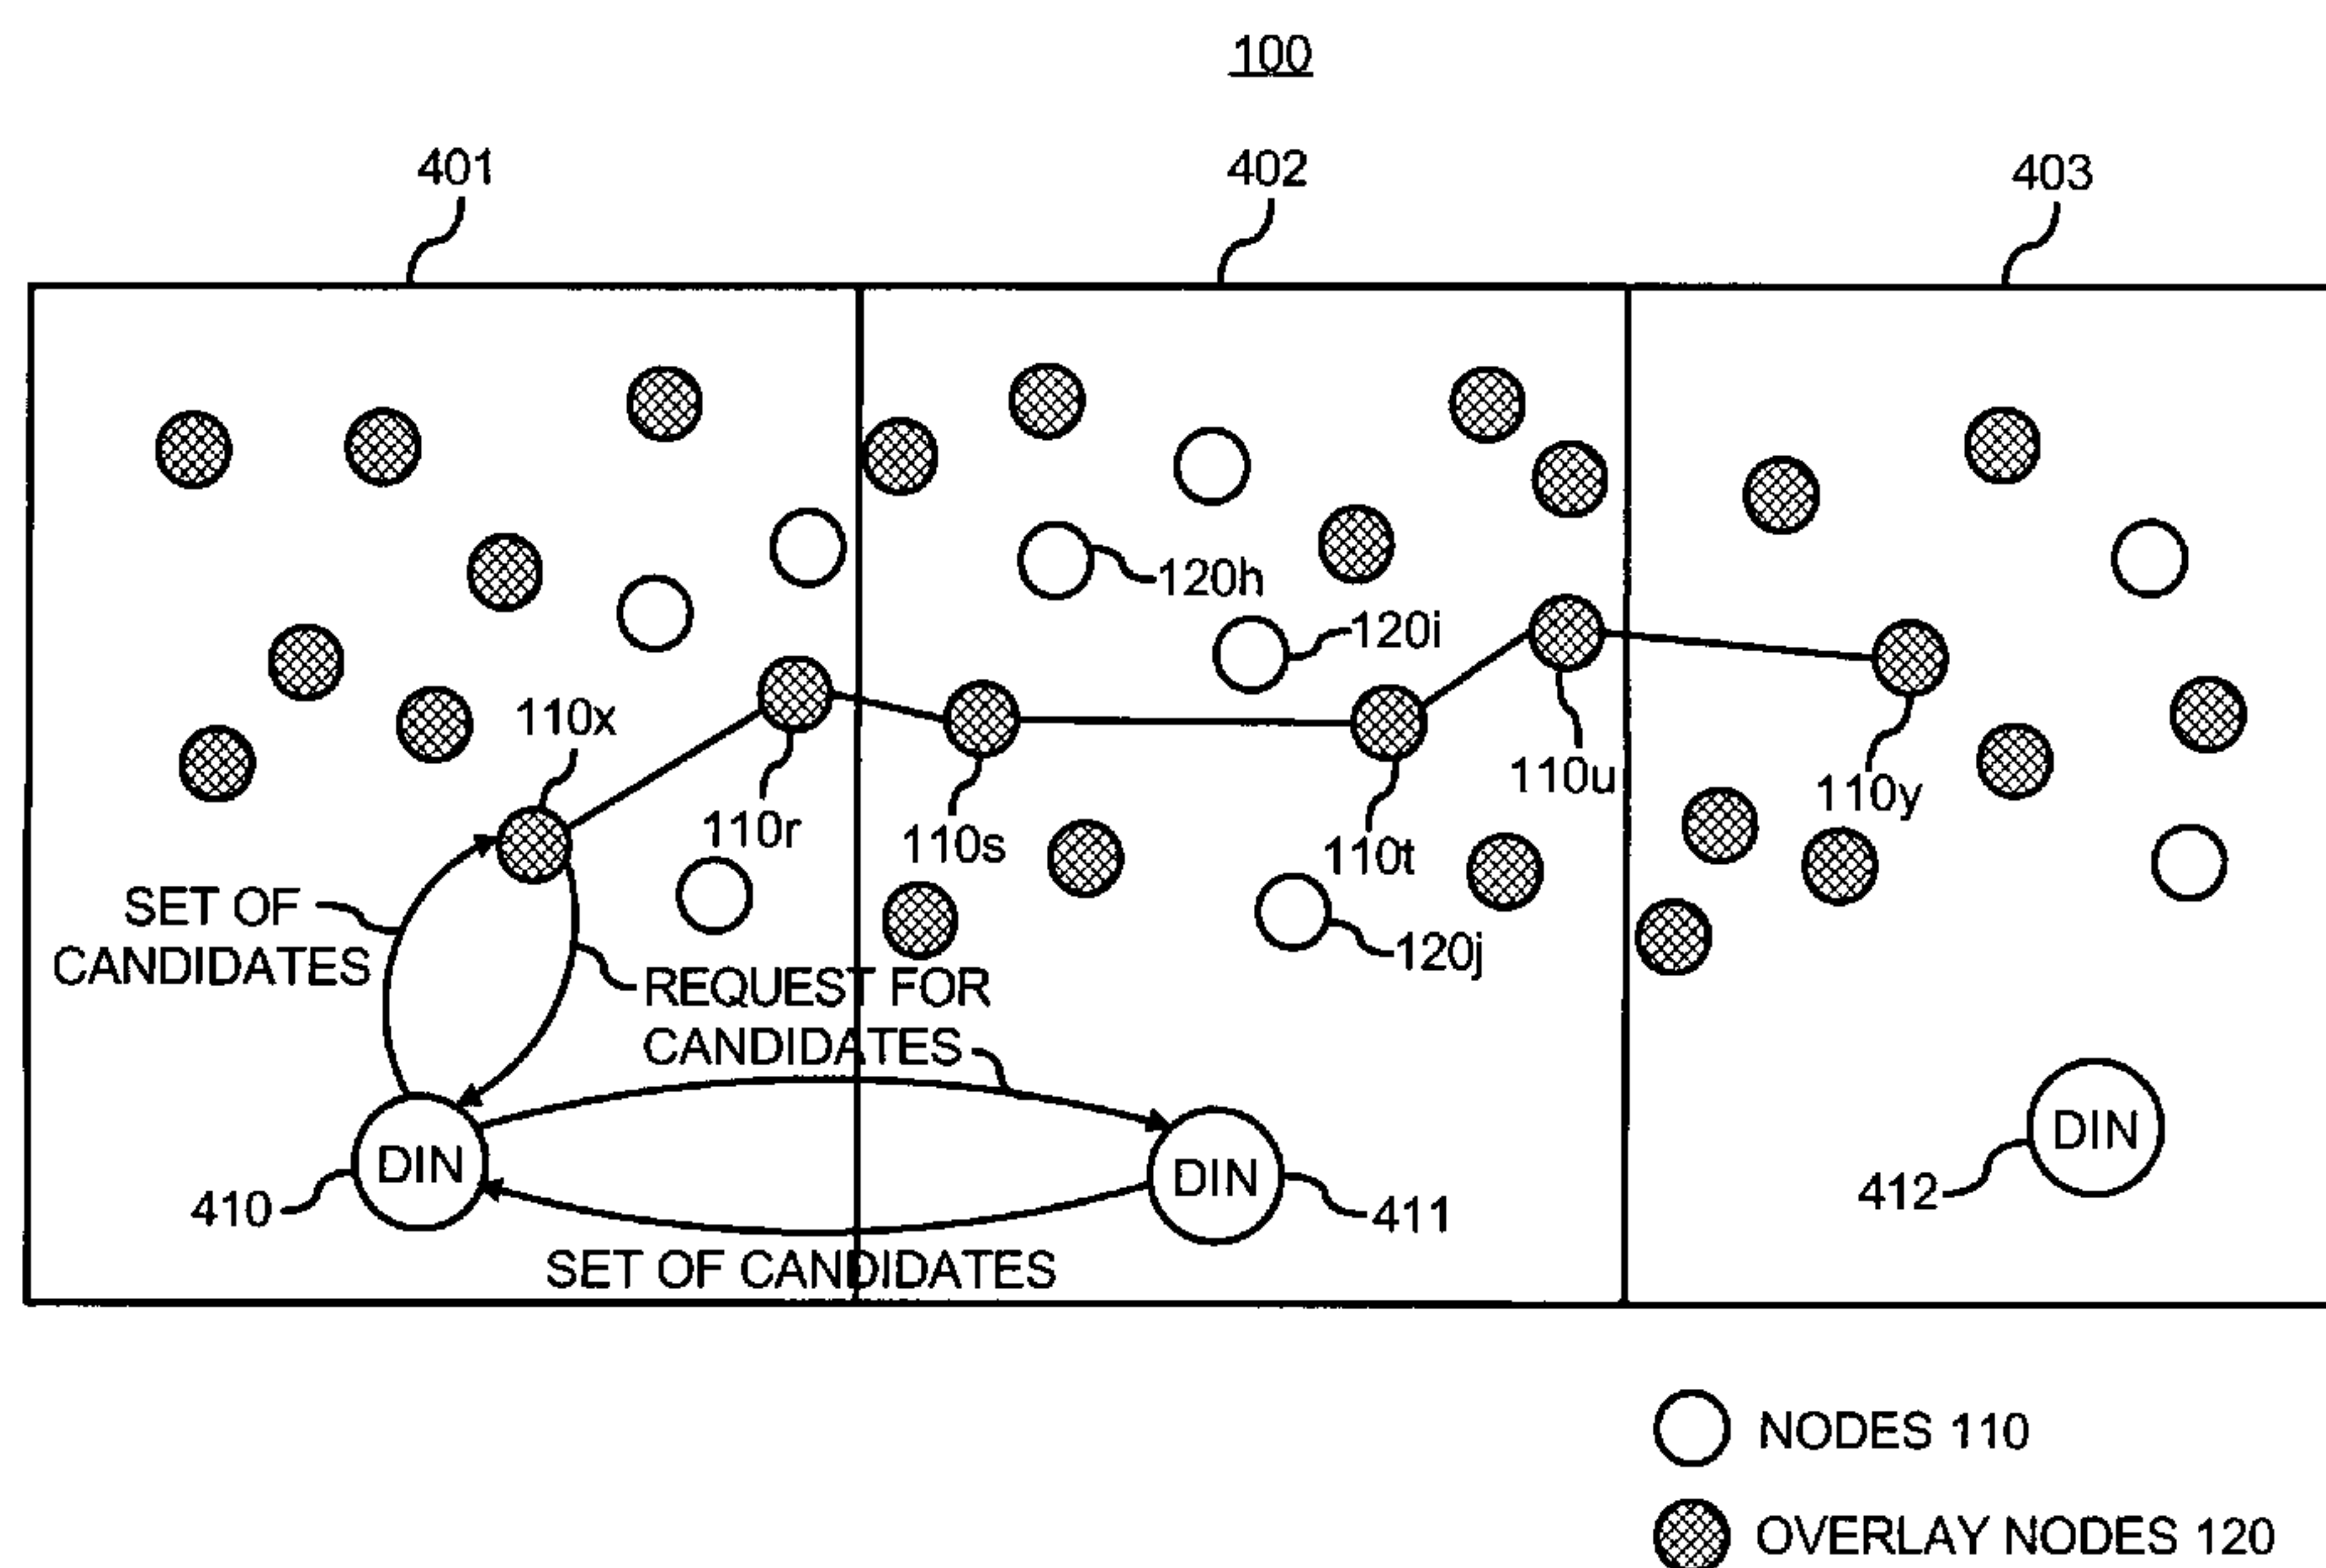 100
401
402
403
120h
120i
110x
110r
110s
110t
110u
110y
120j
SET OF
CANDIDATES
REQUEST FOR
CANDIDATES
DIN
DIN
DIN
410
411
412
SET OF CANDIDATES
NODES 110
OVERLAY NODES 120